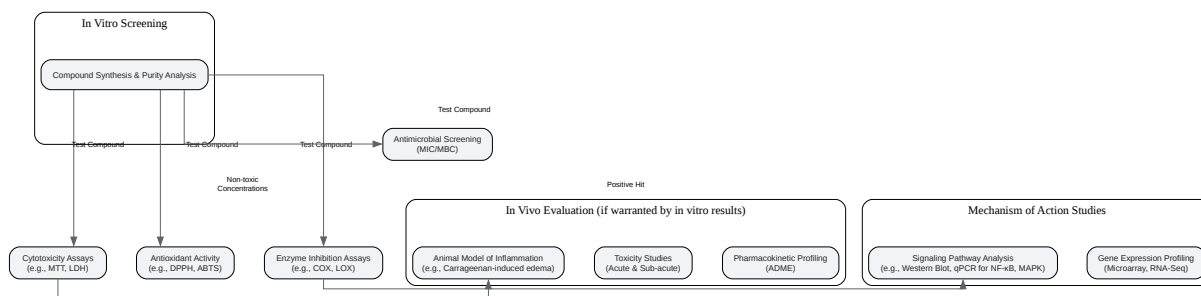 In Vitro Screening
Compound Synthesis & Purity Analysis
Test Compound
Antimicrobial Screening
(MIC/MBC)
Test Compound
Test Compound
Test Compound
Non-toxic
Concentrations
Positive Hit
In Vivo Evaluation (if warranted by in vitro results)
Mechanism of Action Studies
Cytotoxicity Assays
(e.g., MTT, LDH)
Antioxidant Activity
(e.g., DPPH, ABTS)
Enzyme Inhibition Assays
(e.g., COX, LOX)
Animal Model of Inflammation
(e.g., Carrageenan-induced edema)
Toxicity Studies
(Acute & Sub-acute)
Pharmacokinetic Profiling
(ADME)
Signaling Pathway Analysis
(e.g., Western Blot, qPCR for NF-κB, MAPK)
Gene Expression Profiling
(Microarray, RNA-Seq)